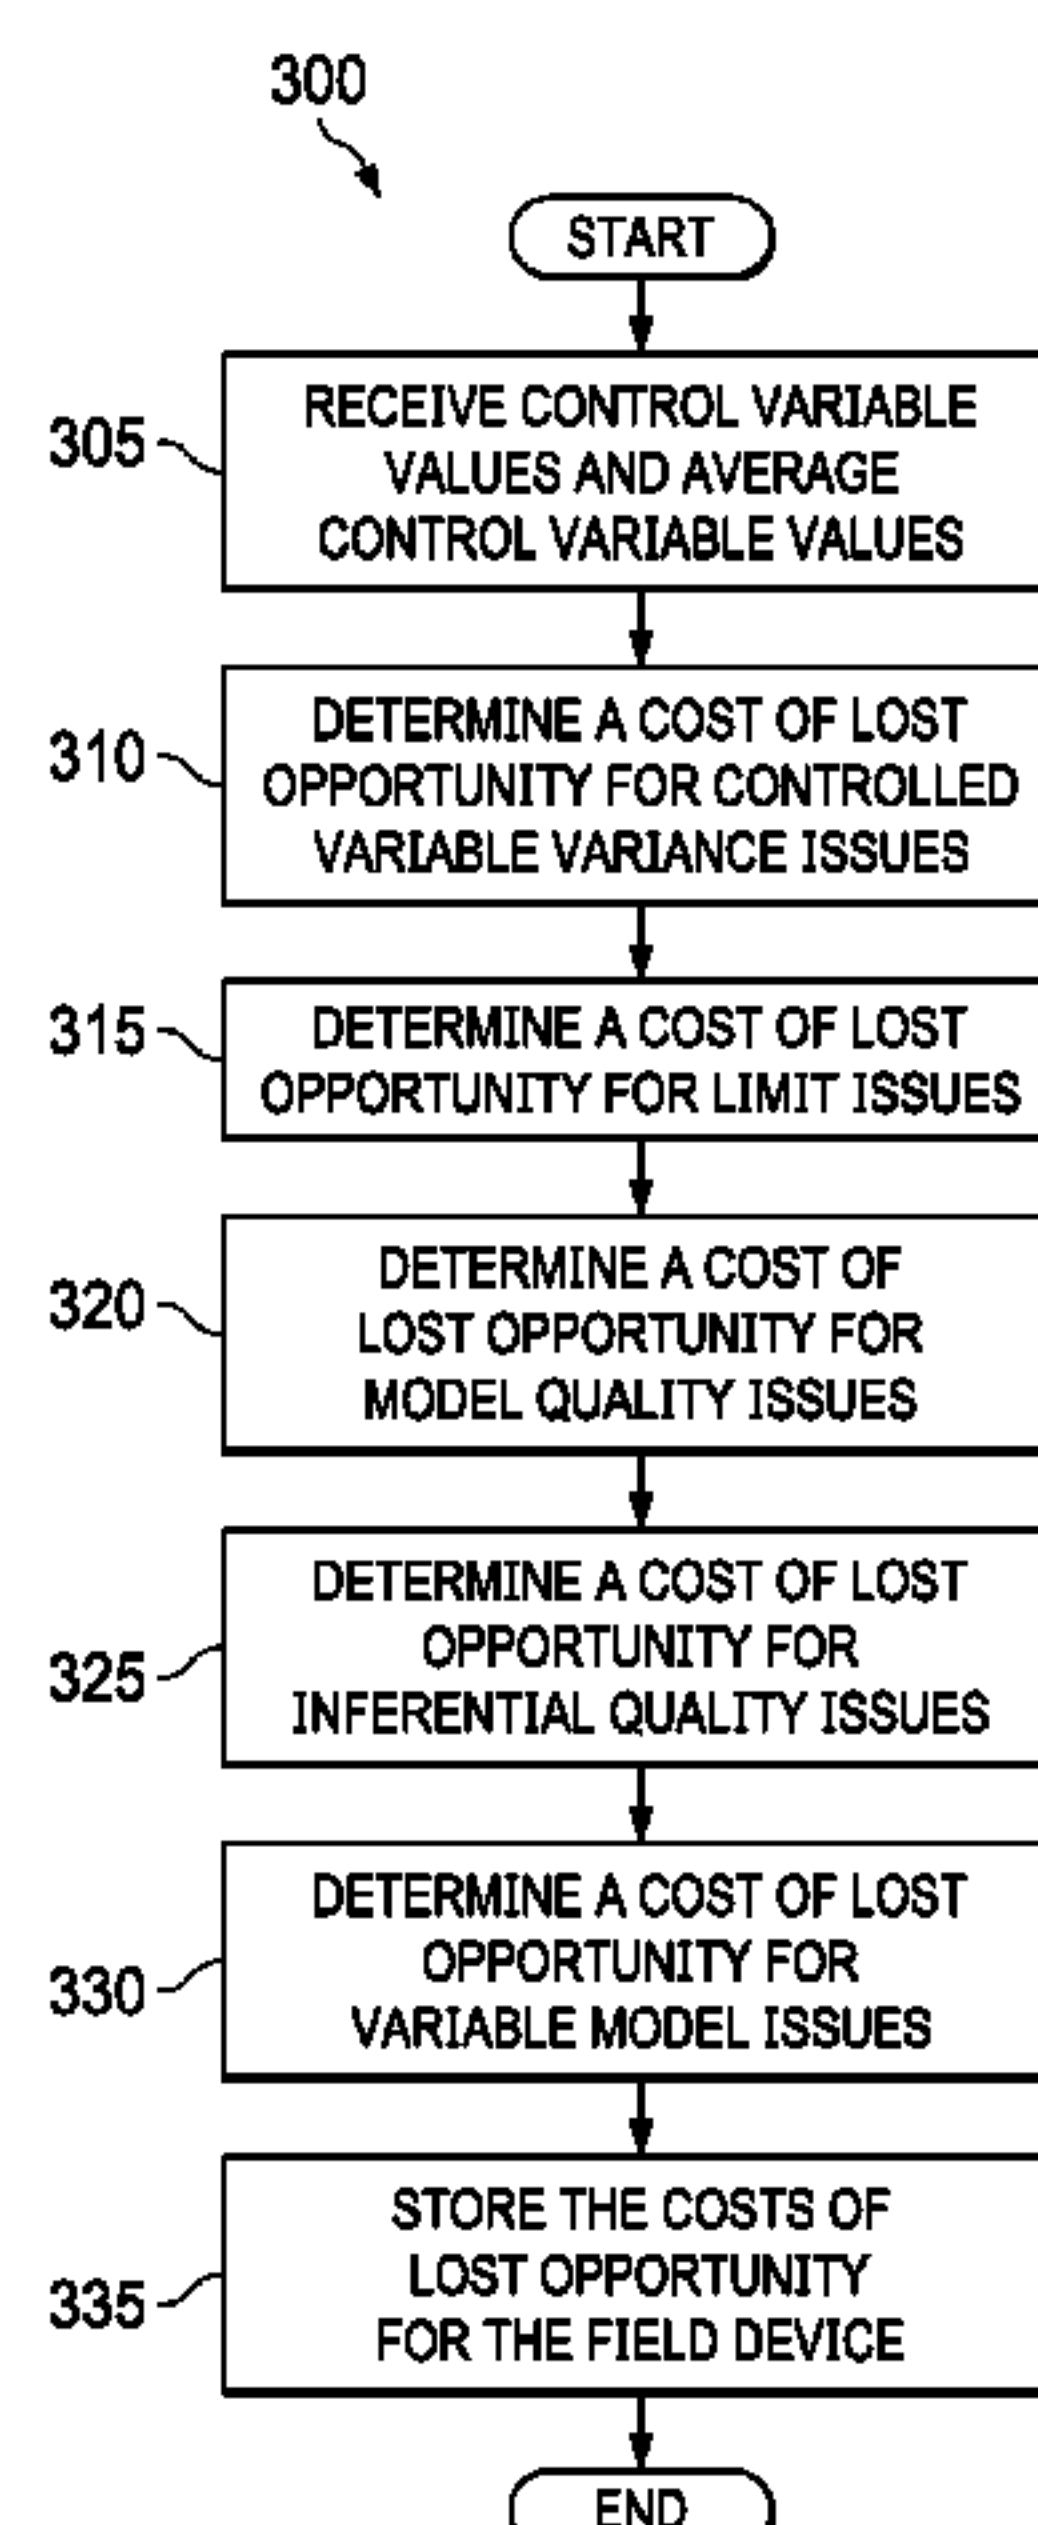 300
START
305
RECEIVE CONTROL VARIABLE
VALUES AND AVERAGE
CONTROL VARIABLE VALUES
310
DETERMINE A COST OF LOST
OPPORTUNITY FOR CONTROLLED
VARIABLE VARIANCE ISSUES
315
DETERMINE A COST OF LOST
OPPORTUNITY FOR LIMIT ISSUES
320
DETERMINE A COST OF
LOST OPPORTUNITY FOR
MODEL QUALITY ISSUES
325
DETERMINE A COST OF LOST
OPPORTUNITY FOR
INFERENTIAL QUALITY ISSUES
330
DETERMINE A COST OF LOST
OPPORTUNITY FOR
VARIABLE MODEL ISSUES
335
STORE THE COSTS OF
LOST OPPORTUNITY
FOR THE FIELD DEVICE
END